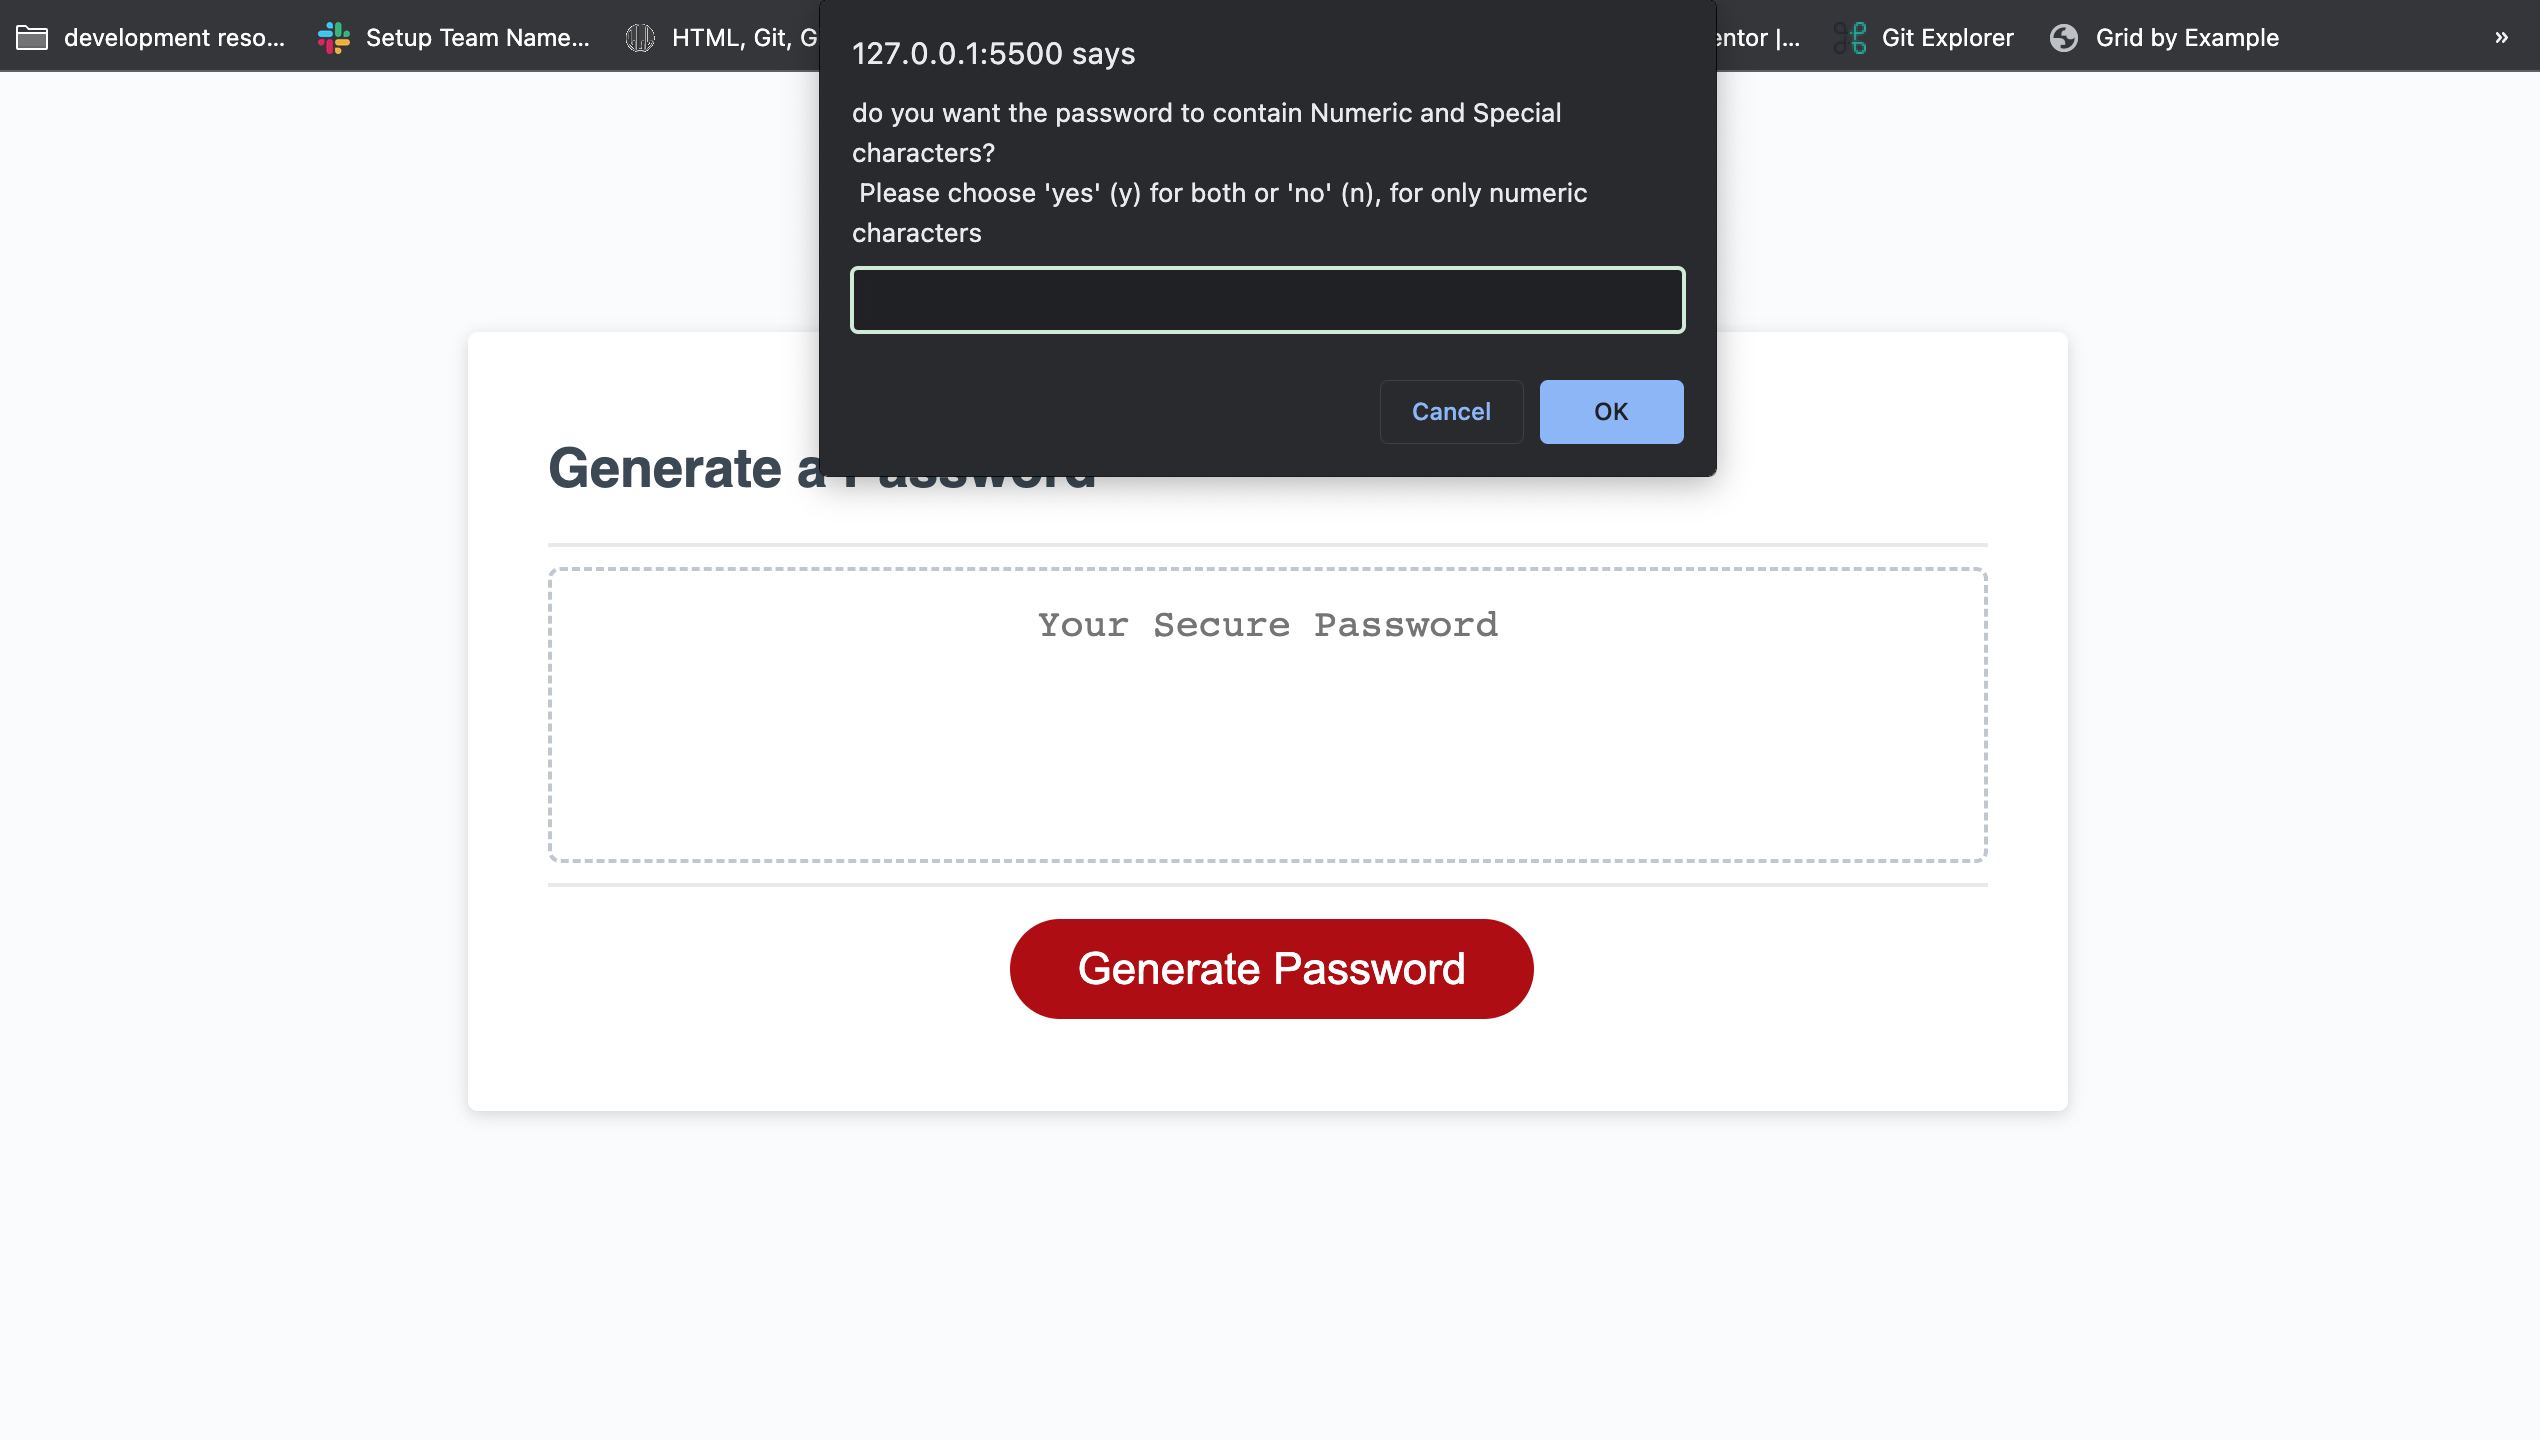 development reso...
Setup Team Name...
HTML, Git, G
entor |...
Git Explorer
Grid by Example
»
127.0.0.1:5500 says
do you want the password to contain Numeric and Special
characters?
Please choose 'yes' (y) for both or 'no' (n), for only numeric
characters
Cancel
OK
Generate a Password
Your Secure Password
Generate Password